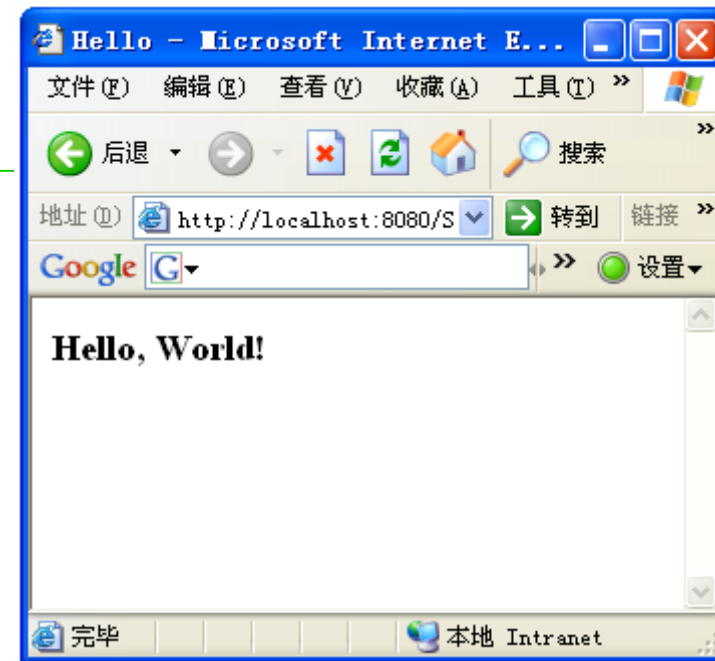 Hello - Microsoft Internet E...
文件(F) 编辑(E) 查看(V) 收藏(A) 工具(T) »
后退 搜索 »
地址(D) http://localhost:8080/S 转到 链接 »
Google G » 设置
Hello, World!
完毕 本地 Intranet